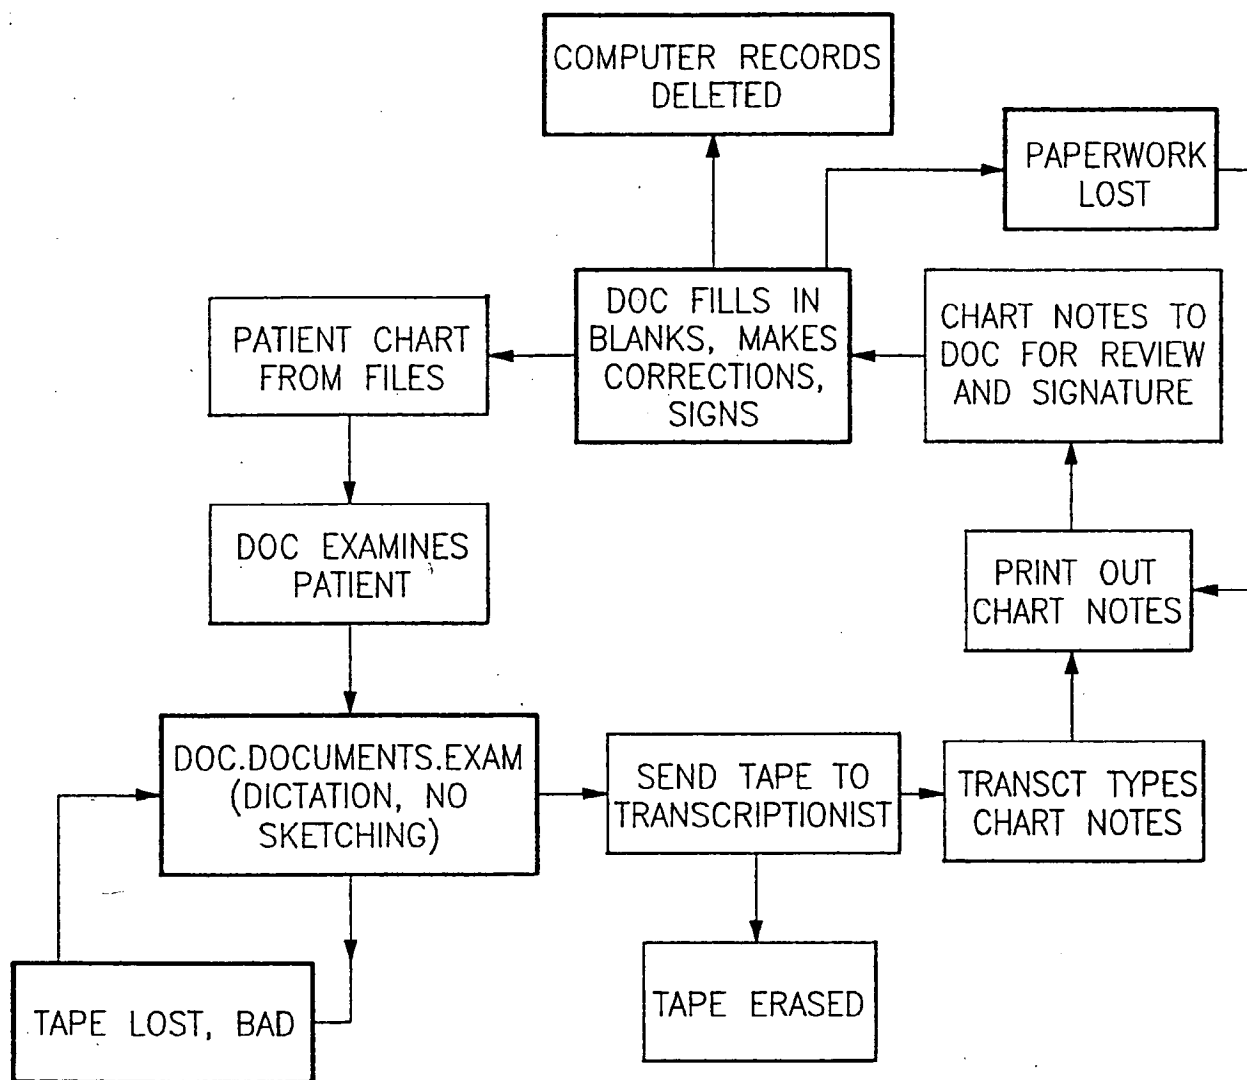 COMPUTER RECORDS
DELETED
PAPERWORK
LOST
DOC FILLS IN
BLANKS, MAKES
CORRECTIONS,
SIGNS
CHART NOTES TO
DOC FOR REVIEW
AND SIGNATURE
PATIENT CHART
FROM FILES
DOC EXAMINES
PATIENT
PRINT OUT
CHART NOTES
DOC.DOCUMENTS.EXAM
(DICTATION, NO
SKETCHING)
SEND TAPE TO
TRANSCRIPTIONIST
TRANSCT TYPES
CHART NOTES
TAPE LOST, BAD
TAPE ERASED